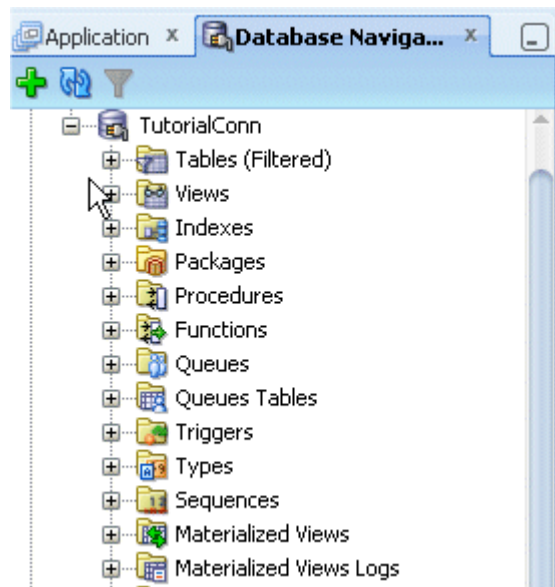 Application x Database Naviga... x
TutorialConn
Tables (Filtered)
Views
Indexes
Packages
Procedures
Functions
Queues
Queues Tables
Triggers
Types
Sequences
Materialized Views
Materialized Views Logs